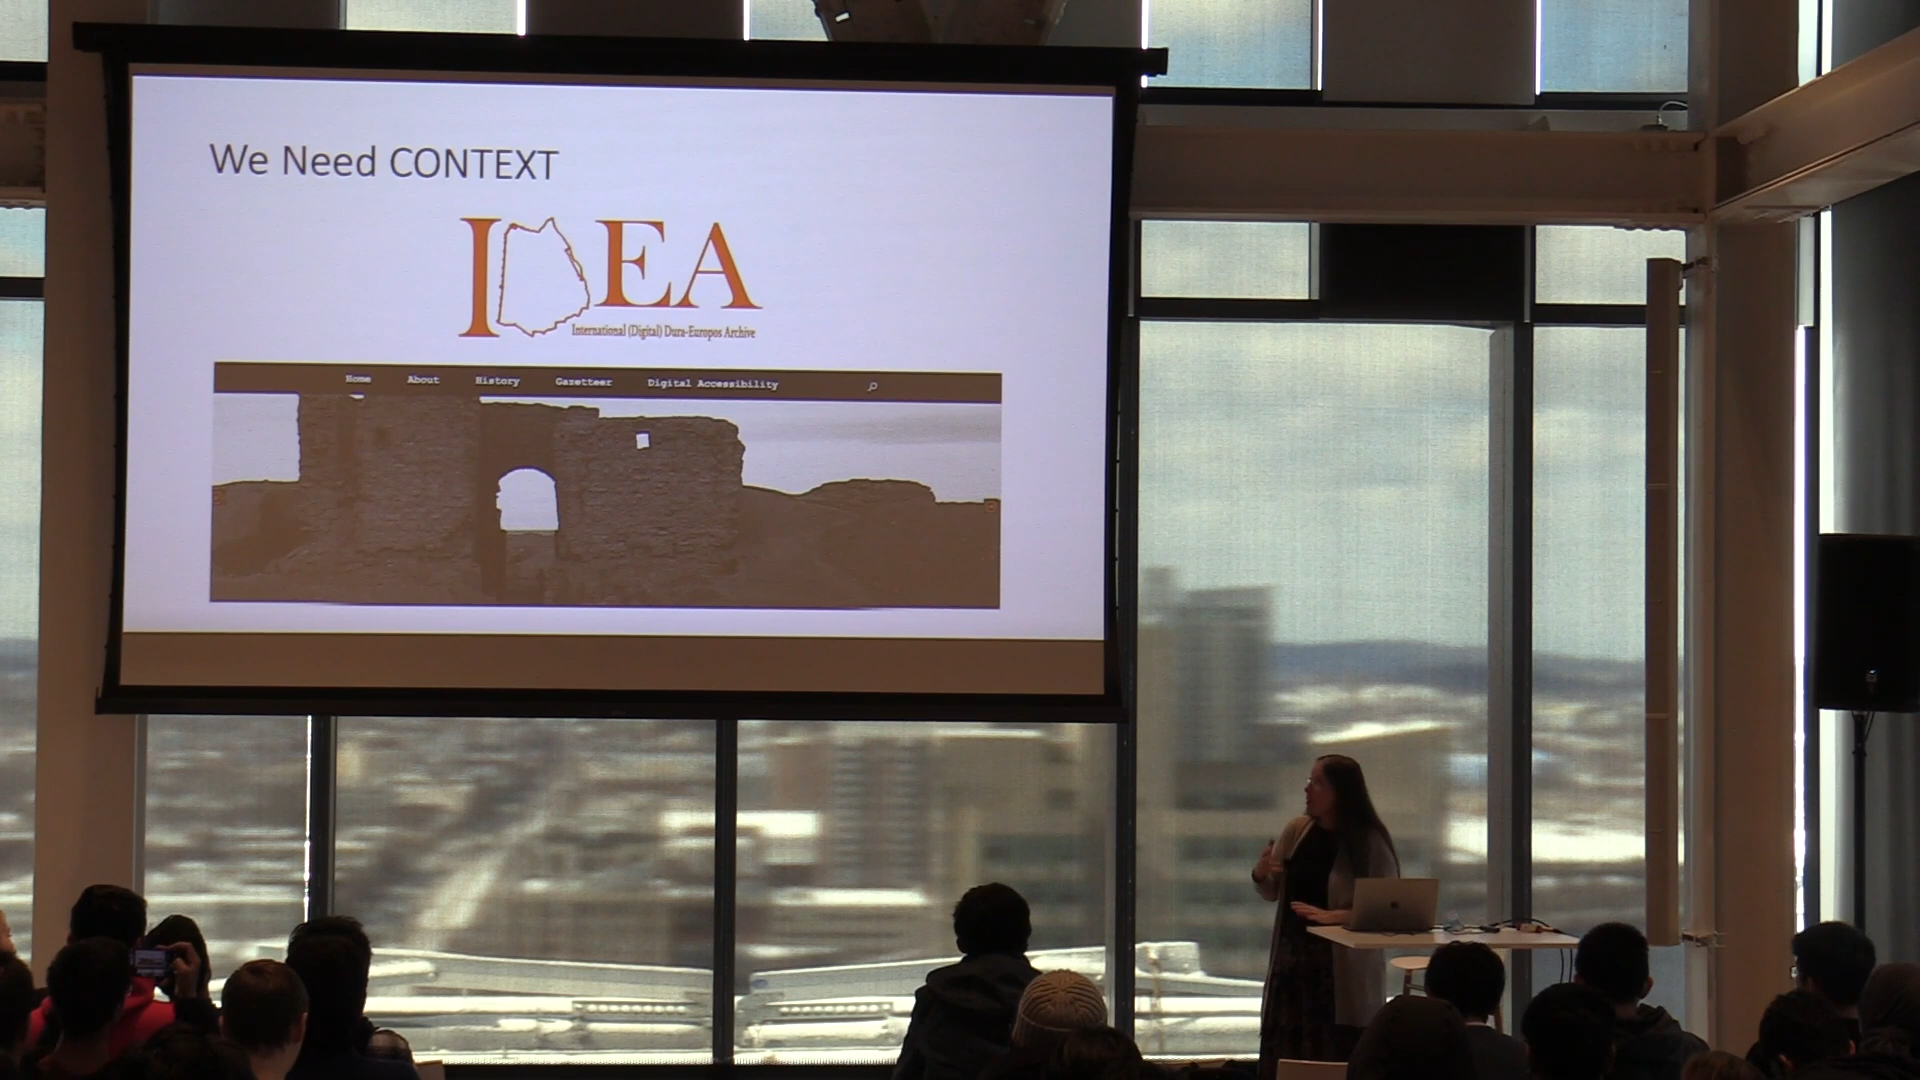 We Need CONTEXT
IDEA
International (Digital) Dura-Europos Archive
Home About History Gazetteer Digital Accessibility